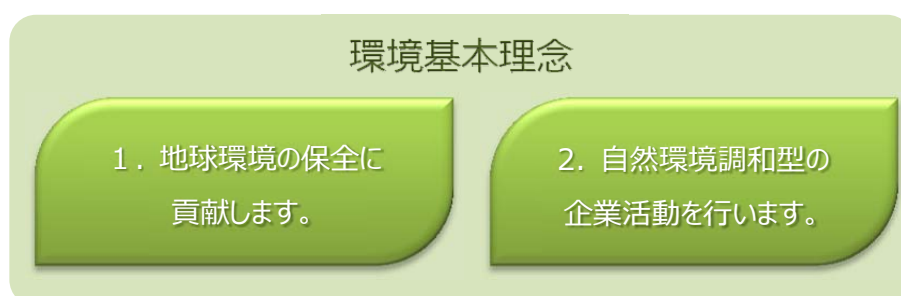 環境基本理念
１．地球環境の保全に
貢献します。
2．自然環境調和型の
企業活動を行います。